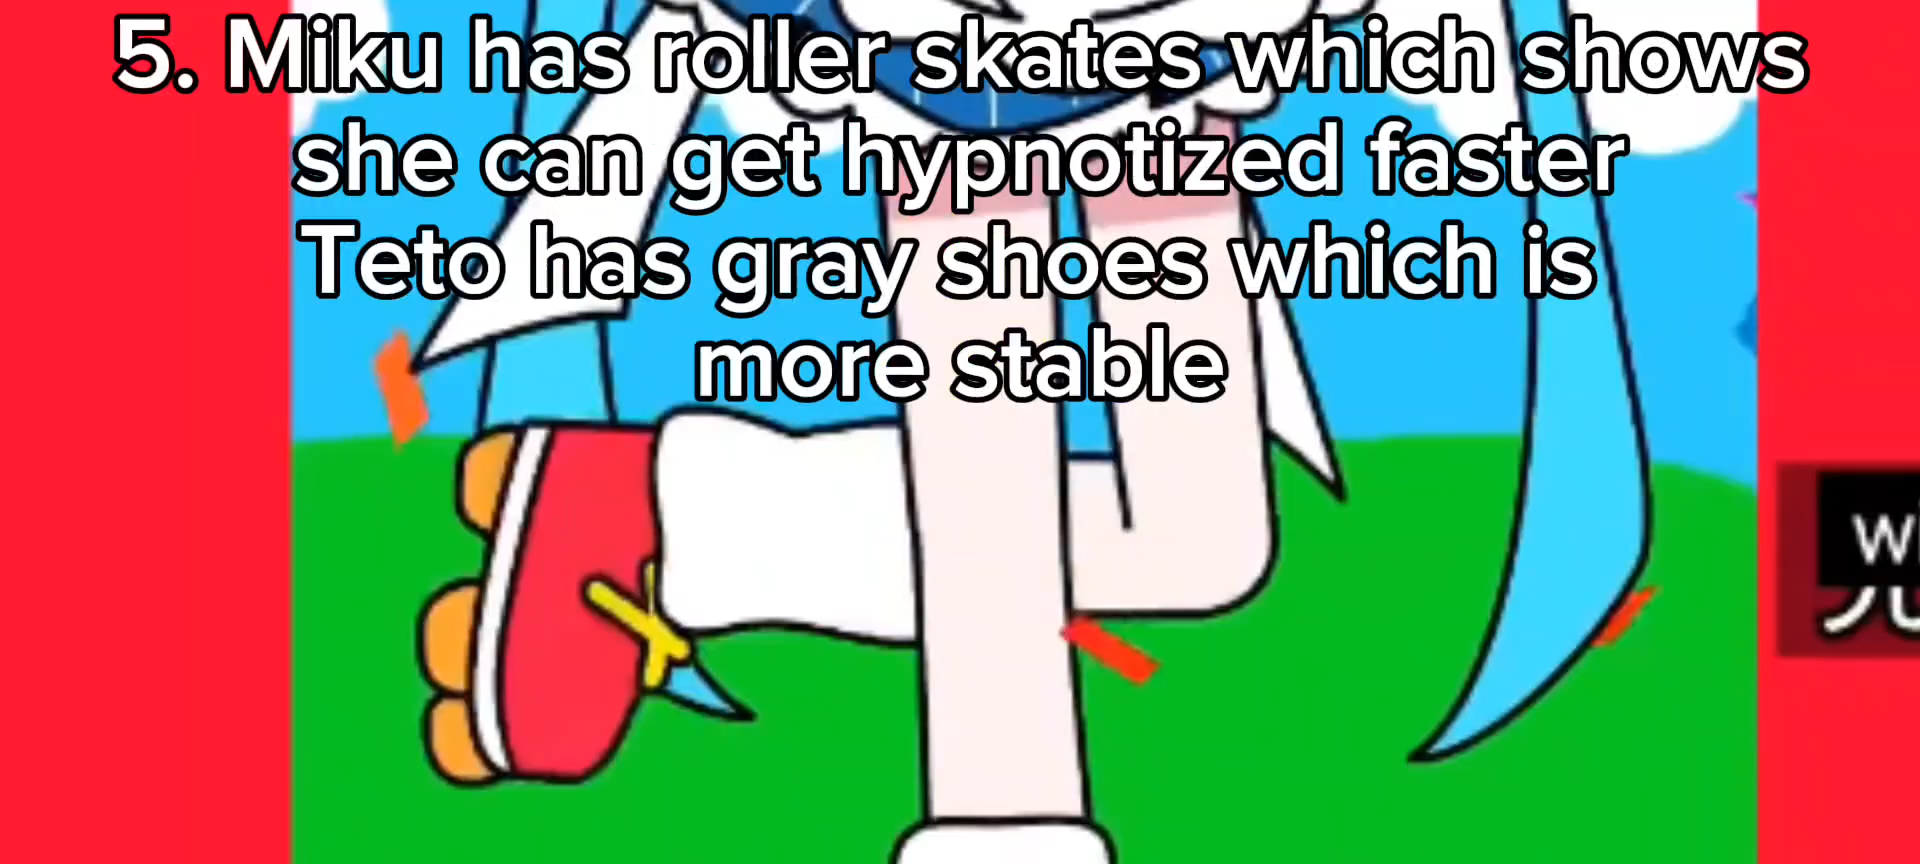 5. Miku has roller skates which shows
she can get hypnotized faster
Teto has gray shoes which is
more stable